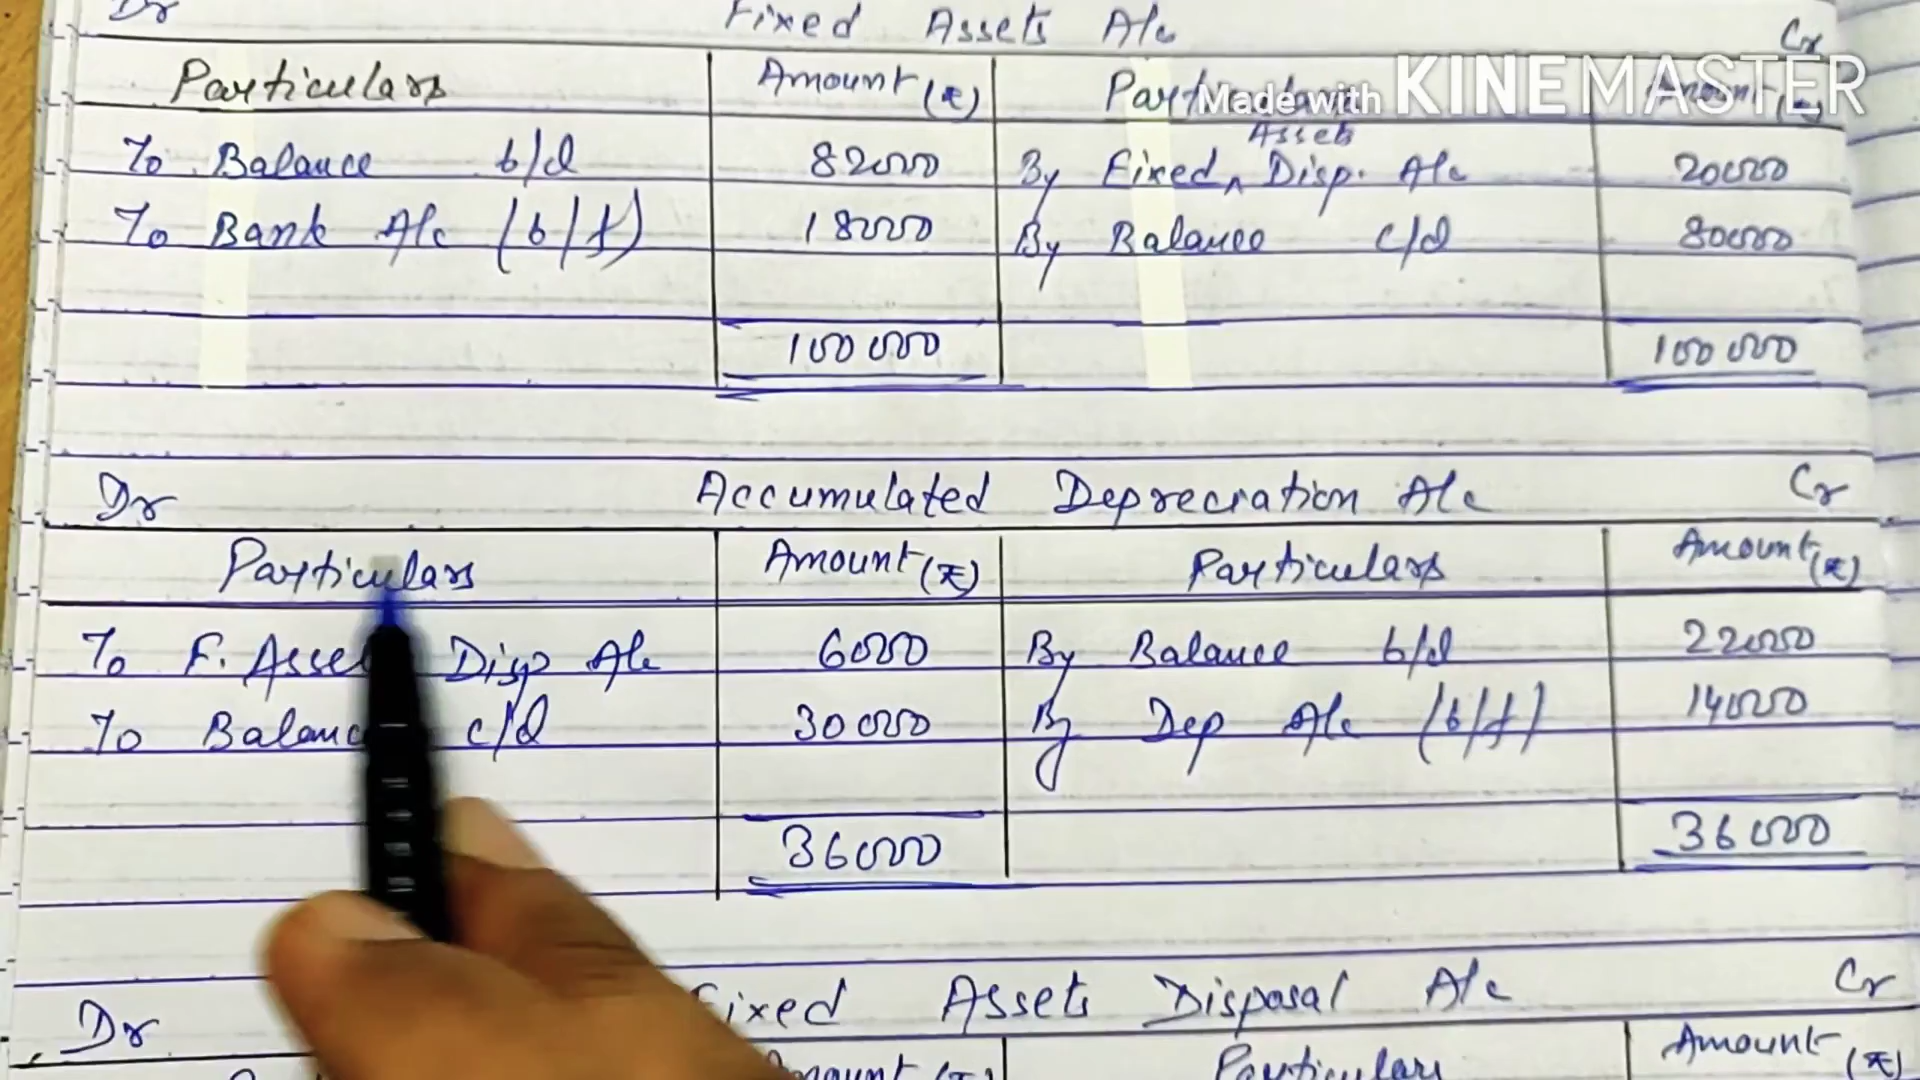 Dr Fixed Assets A/c Cr
Particulars Amount (₹) Particulars Amount (₹)
Made with KINEMASTER
Assets
To Balance b/d 82000 By Fixed ^ Disp. A/c 20000
To Bank A/c (b/f) 18000 By Balance c/d 80000
100000 100000
Dr Accumulated Depreciation A/c Cr
Particulars Amount (₹) Particulars Amount (₹)
To F. Asse Disp A/c 6000 By Balance b/d 22000
To Balanc c/d 30000 By Dep A/c (b/f) 14000
36000 36000
Dr Fixed Assets Disposal A/c Cr
Amount (₹) Particulars Amount (₹)